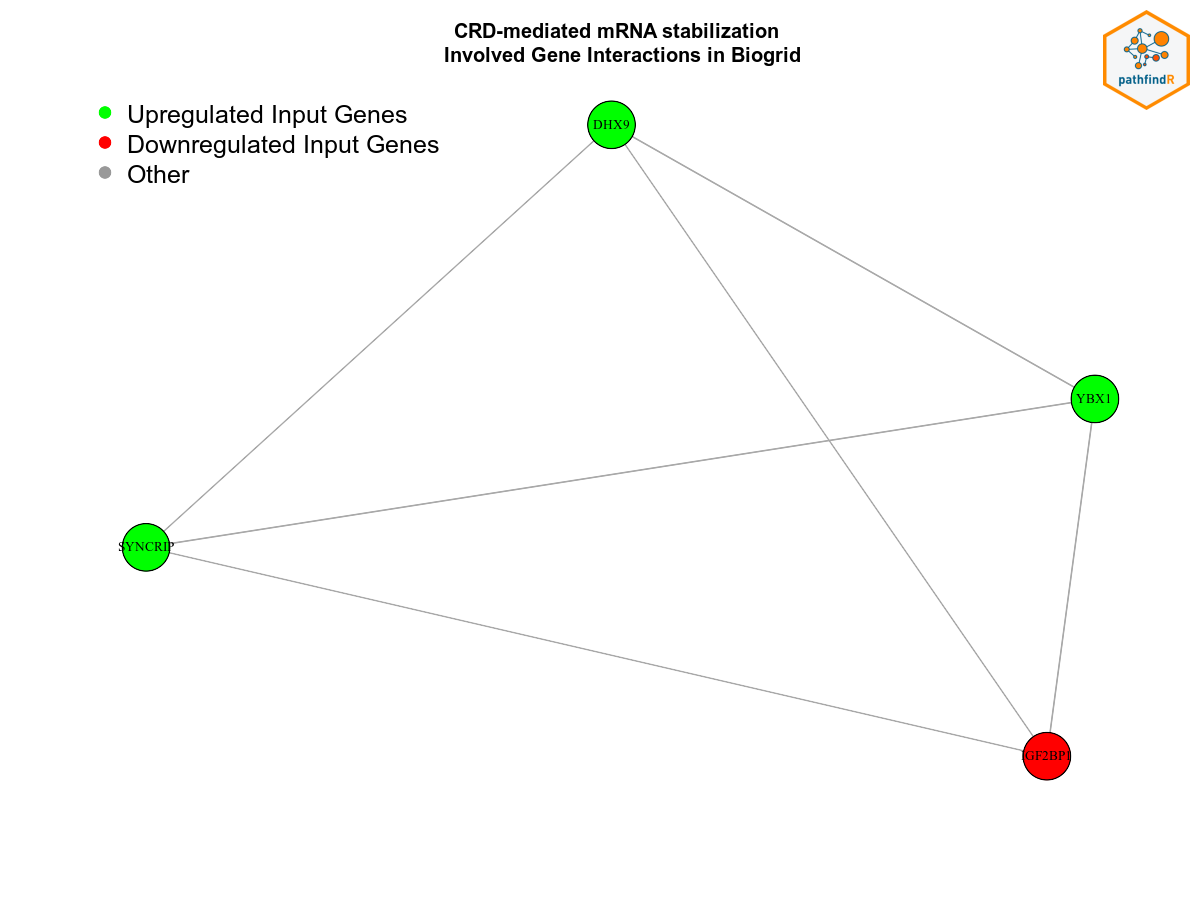 CRD-mediated mRNA stabilization
Involved Gene Interactions in Biogrid
pathfindR
Upregulated Input Genes
Downregulated Input Genes
Other
DHX9
YBX1
SYNCRIP
IGF2BP1